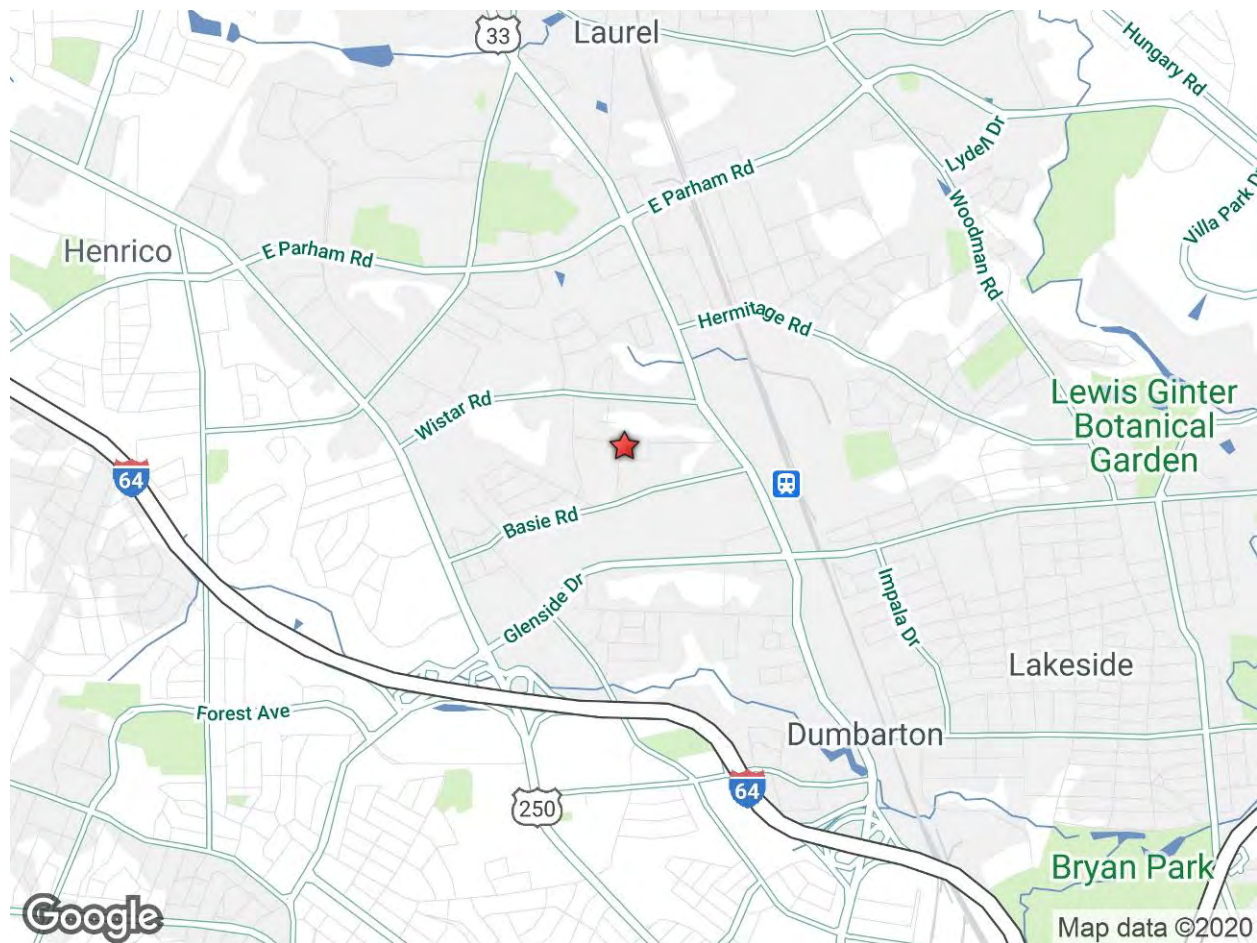 33
Laurel
Hungary Rd
Lydell Dr
E Parham Rd
Woodman Rd
Villa Park Dr
Henrico
E Parham Rd
Hermitage Rd
Lewis Ginter
Botanical
Garden
Wistar Rd
64
Basie Rd
Glenside Dr
Impala Dr
Lakeside
Forest Ave
Dumbarton
64
250
Bryan Park
Google
Map data ©2020